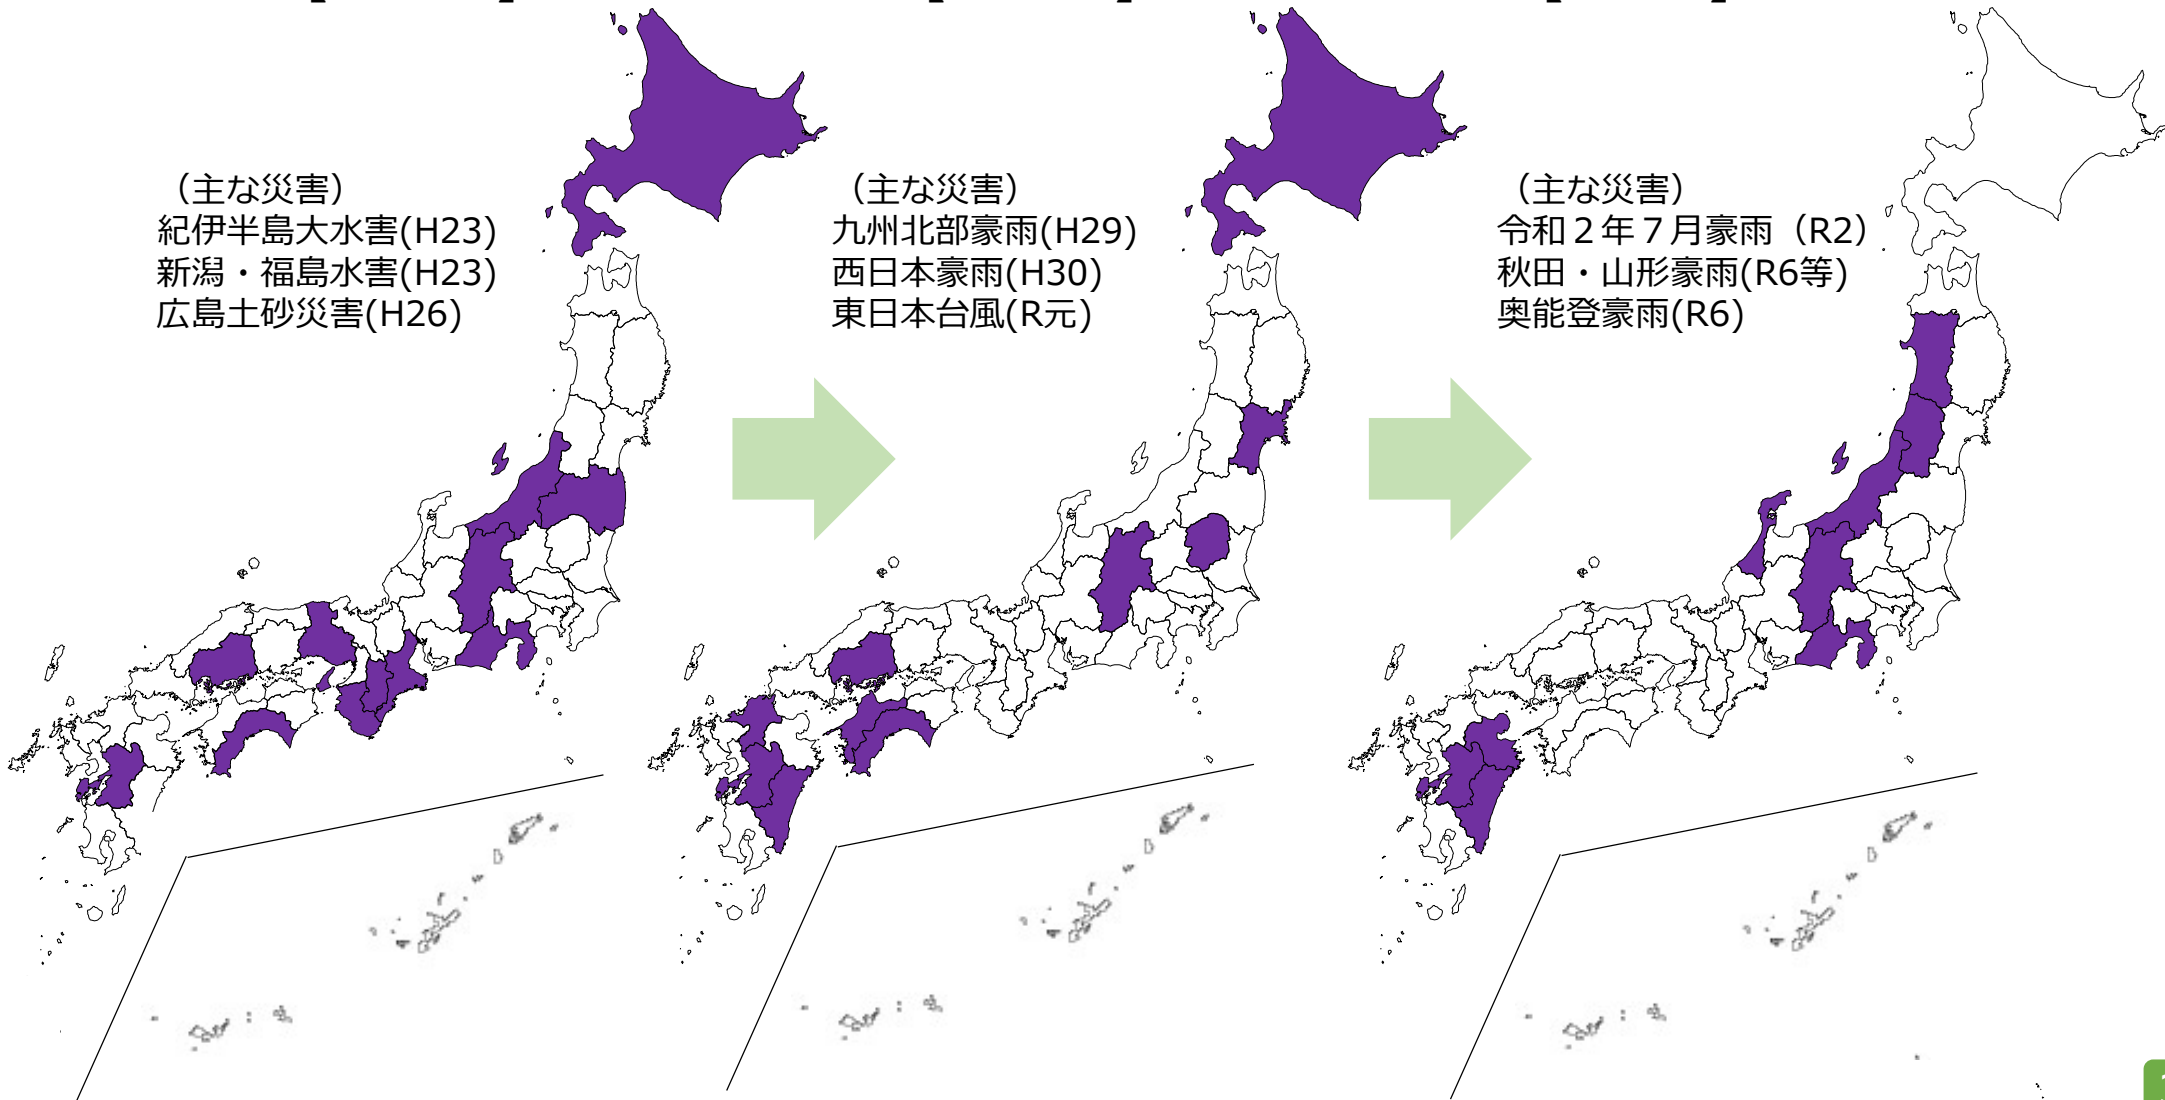 （主な災害）
紀伊半島大水害(H23)
新潟・福島水害(H23)
広島土砂災害(H26)
（主な災害）
九州北部豪雨(H29)
西日本豪雨(H30)
東日本台風(R元)
（主な災害）
令和２年７月豪雨（R2）
秋田・山形豪雨(R6等)
奥能登豪雨(R6)